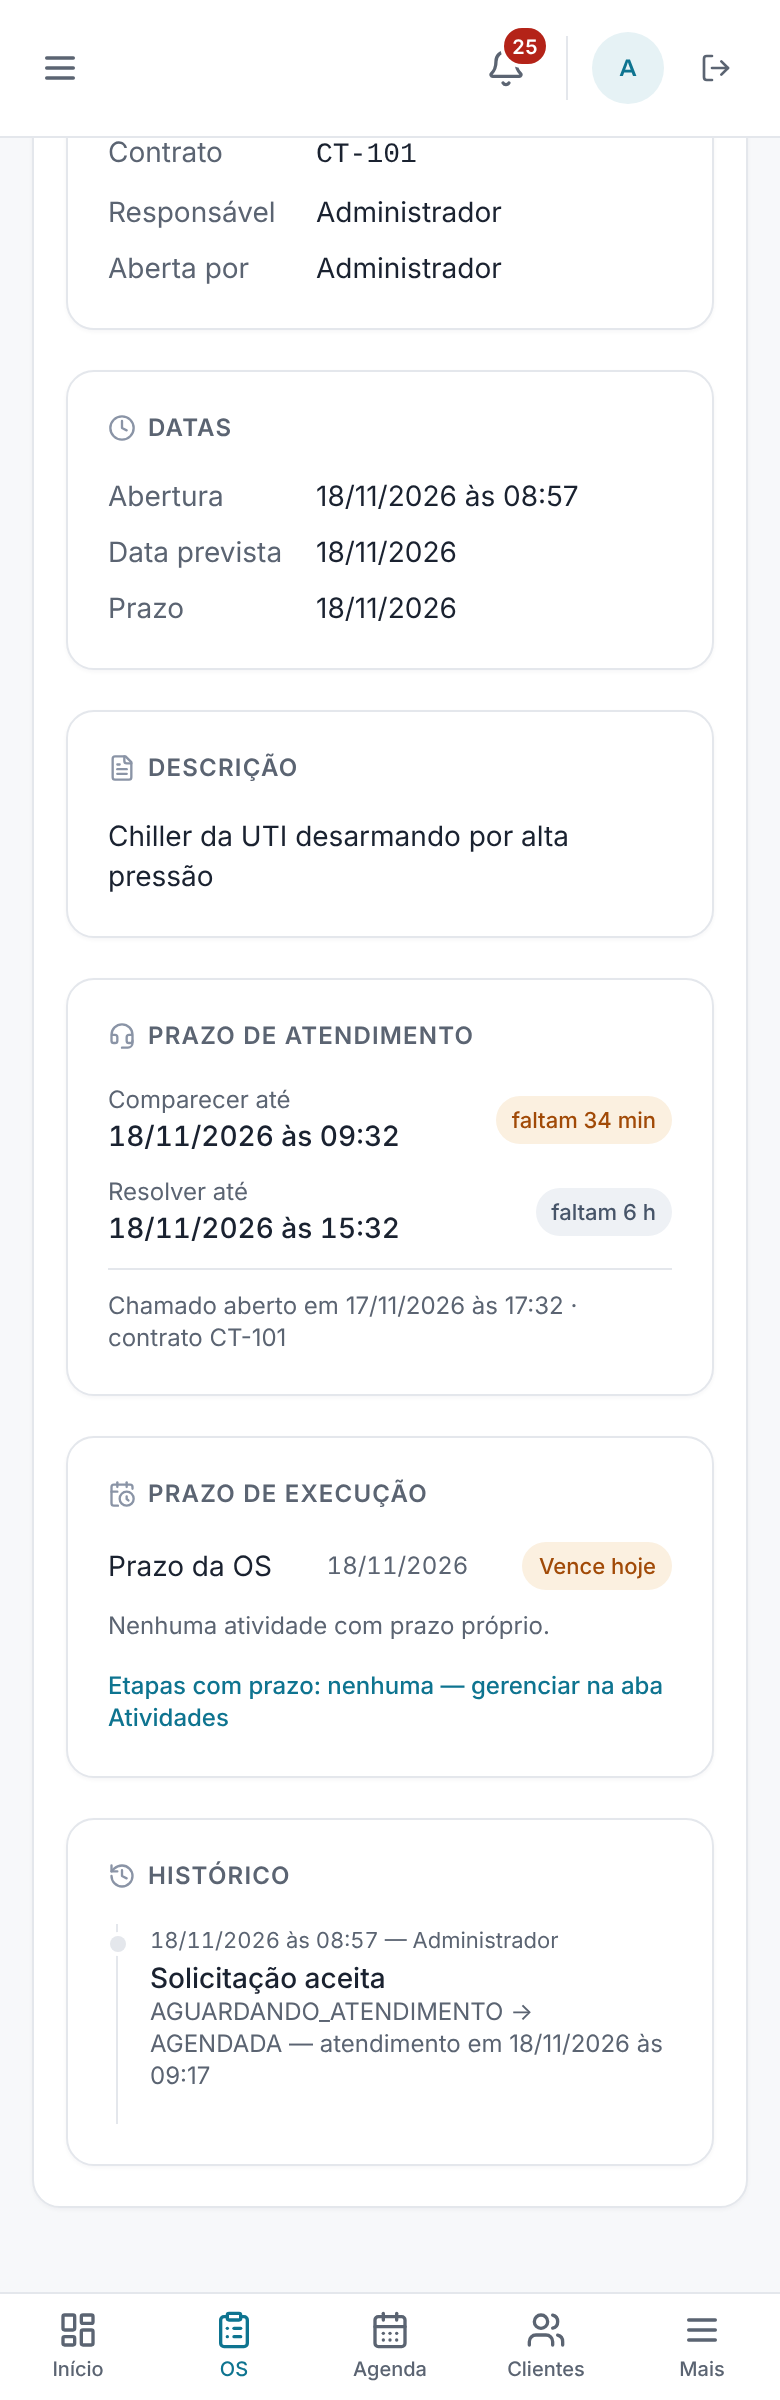 25
A
Contrato CT-101
Responsável Administrador
Aberta por Administrador
DATAS
Abertura 18/11/2026 às 08:57
Data prevista 18/11/2026
Prazo 18/11/2026
DESCRIÇÃO
Chiller da UTI desarmando por alta
pressão
PRAZO DE ATENDIMENTO
Comparecer até
18/11/2026 às 09:32
faltam 34 min
Resolver até
18/11/2026 às 15:32
faltam 6 h
Chamado aberto em 17/11/2026 às 17:32 ·
contrato CT-101
PRAZO DE EXECUÇÃO
Prazo da OS 18/11/2026 Vence hoje
Nenhuma atividade com prazo próprio.
Etapas com prazo: nenhuma — gerenciar na aba
Atividades
HISTÓRICO
18/11/2026 às 08:57 — Administrador
Solicitação aceita
AGUARDANDO_ATENDIMENTO →
AGENDADA — atendimento em 18/11/2026 às
09:17
Início OS Agenda Clientes Mais